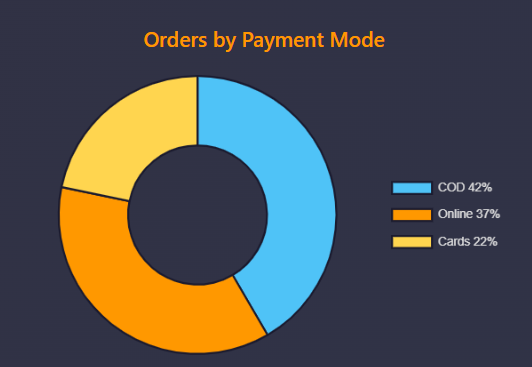 Orders by Payment Mode
COD 42%
Online 37%
Cards 22%